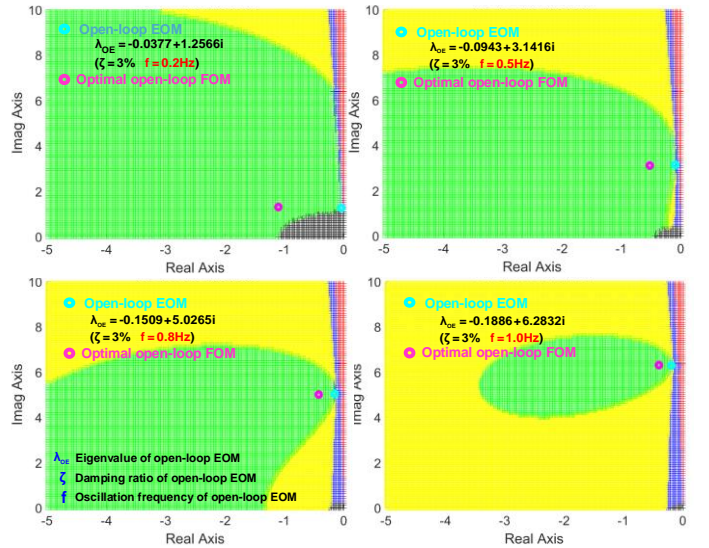 10
8
6
4
2
0
Imag Axis
Open-loop EOM
λOE = -0.0377+1.2566i
(ζ = 3% f = 0.2Hz)
Optimal open-loop FOM
-5 -4 -3 -2 -1 0
Real Axis
10
8
6
4
2
0
Imag Axis
Open-loop EOM
λOE = -0.0943+3.1416i
(ζ = 3% f = 0.5Hz)
Optimal open-loop FOM
-5 -4 -3 -2 -1 0
Real Axis
10
8
6
4
2
0
Imag Axis
Open-loop EOM
λOE = -0.1509+5.0265i
(ζ = 3% f = 0.8Hz)
Optimal open-loop FOM
λOE Eigenvalue of open-loop EOM
ζ Damping ratio of open-loop EOM
f Oscillation frequency of open-loop EOM
-5 -4 -3 -2 -1 0
Real Axis
10
8
6
4
2
0
Imag Axis
Open-loop EOM
λOE = -0.1886+6.2832i
(ζ = 3% f = 1.0Hz)
Optimal open-loop FOM
-5 -4 -3 -2 -1 0
Real Axis